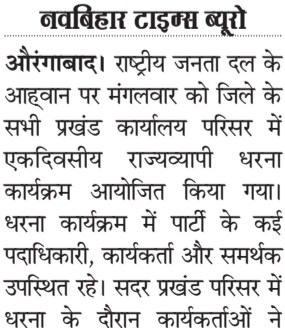 नवबिहार टाइम्स ब्यूरो
औरंगाबाद। राष्ट्रीय जनता दल के
आह्वान पर मंगलवार को जिले के
सभी प्रखंड कार्यालय परिसर में
एकदिवसीय राज्यव्यापी धरना
कार्यक्रम आयोजित किया गया।
धरना कार्यक्रम में पार्टी के कई
पदाधिकारी, कार्यकर्ता और समर्थक
उपस्थित रहे। सदर प्रखंड परिसर में
धरना के दौरान कार्यकर्ताओं ने